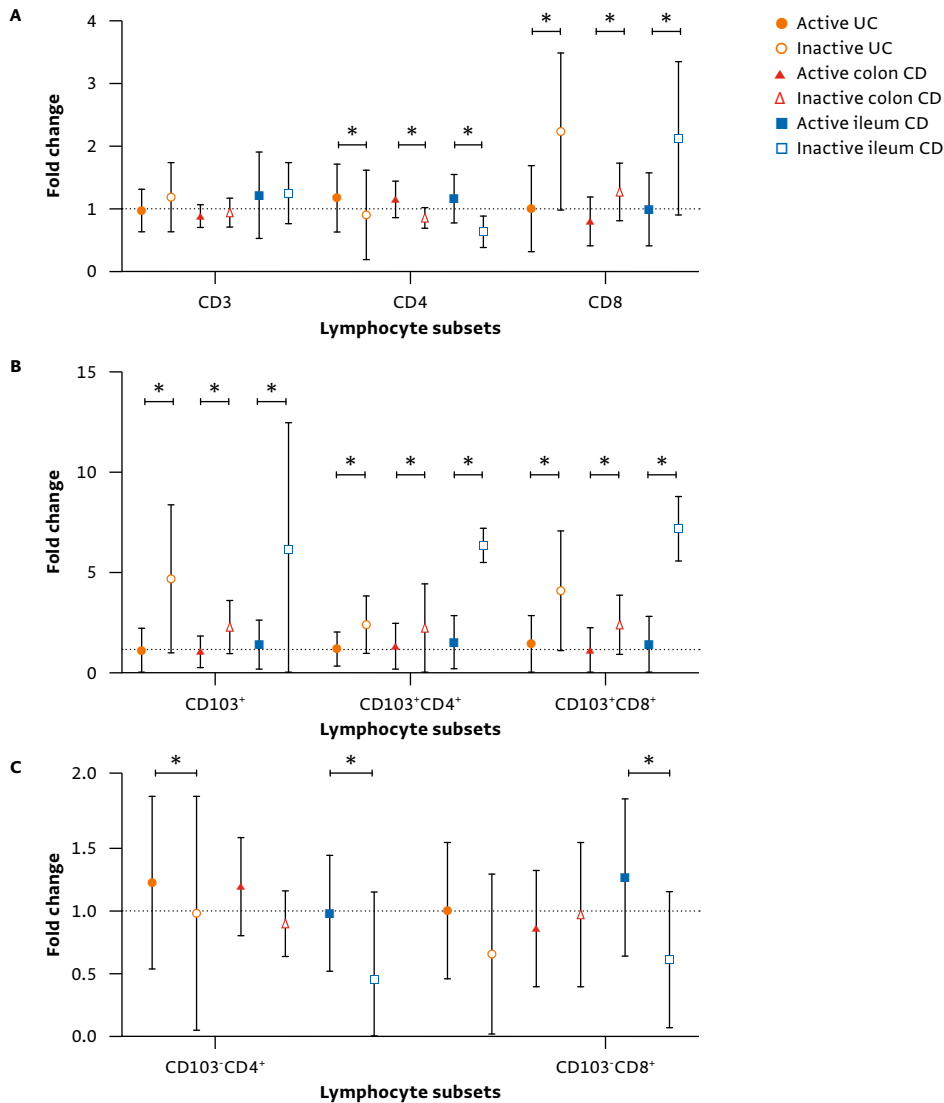 A
4
3
2
1
0
Fold change
* * * * * *
CD3 CD4 CD8
Lymphocyte subsets
Active UC
Inactive UC
Active colon CD
Inactive colon CD
Active ileum CD
Inactive ileum CD
B
15
10
5
0
Fold change
* * * * * * * * *
CD103⁺ CD103⁺CD4⁺ CD103⁺CD8⁺
Lymphocyte subsets
C
2.0
1.5
1.0
0.5
0.0
Fold change
* * *
CD103⁻CD4⁺ CD103⁻CD8⁺
Lymphocyte subsets